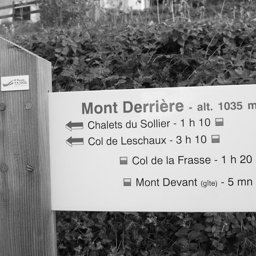 Mont Derrière - alt. 1035 m
Chalets du Sollier - 1 h 10
Col de Leschaux - 3 h 10
Col de la Frasse - 1 h 20
Mont Devant (gîte) - 5 mn